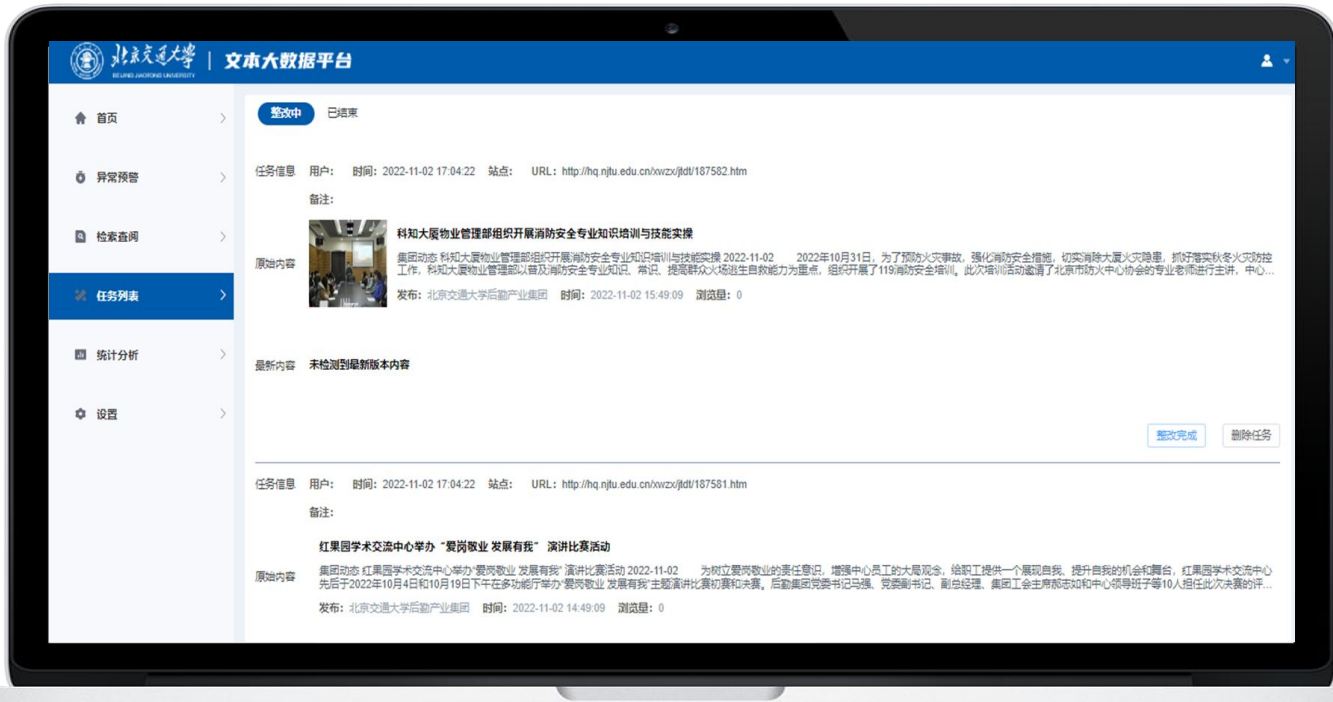 北京交通大学
BEIJING JIAOTONG UNIVERSITY
文本大数据平台
首页
异常预警
检索查阅
任务列表
统计分析
设置
整改中 已结束
任务信息 用户： 时间：2022-11-02 17:04:22 站点： URL：http://hq.njtu.edu.cn/xwzx/jtdt/187582.htm
备注：
原始内容
科知大厦物业管理部组织开展消防安全专业知识培训与技能实操
集团动态 科知大厦物业管理部组织开展消防安全专业知识培训与技能实操 2022-11-02 2022年10月31日，为了预防火灾事故，强化消防安全措施，切实消除大厦火灾隐患，抓好落实秋冬火灾防控
工作，科知大厦物业管理部以普及消防安全专业知识、常识、提高群众火场逃生自救能力为重点，组织开展了119消防安全培训。此次培训活动邀请了北京市防火中心协会的专业老师进行主讲，中心...
发布：北京交通大学后勤产业集团 时间：2022-11-02 15:49:09 浏览量：0
最新内容 未检测到最新版本内容
整改完成 删除任务
任务信息 用户： 时间：2022-11-02 17:04:22 站点： URL：http://hq.njtu.edu.cn/xwzx/jtdt/187581.htm
备注：
原始内容
红果园学术交流中心举办“爱岗敬业 发展有我” 演讲比赛活动
集团动态 红果园学术交流中心举办“爱岗敬业 发展有我” 演讲比赛活动 2022-11-02 为树立爱岗敬业的责任意识，增强中心员工的大局观念，给职工提供一个展现自我、提升自我的机会和舞台，红果园学术交流中心
先后于2022年10月4日和10月19日下午在多功能厅举办“爱岗敬业 发展有我”主题演讲比赛初赛和决赛。后勤集团党委书记马强、党委副书记、副总经理、集团工会主席郝志如和中心领导班子等10人担任此次决赛的评...
发布：北京交通大学后勤产业集团 时间：2022-11-02 14:49:09 浏览量：0